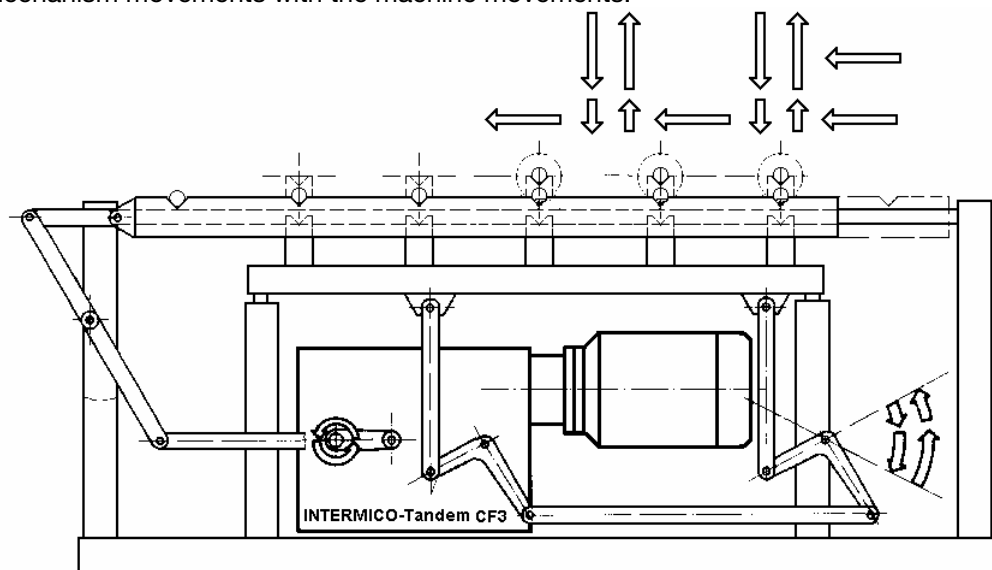 mechanism movements with the machine movements.
INTERMICO-Tandem CF3